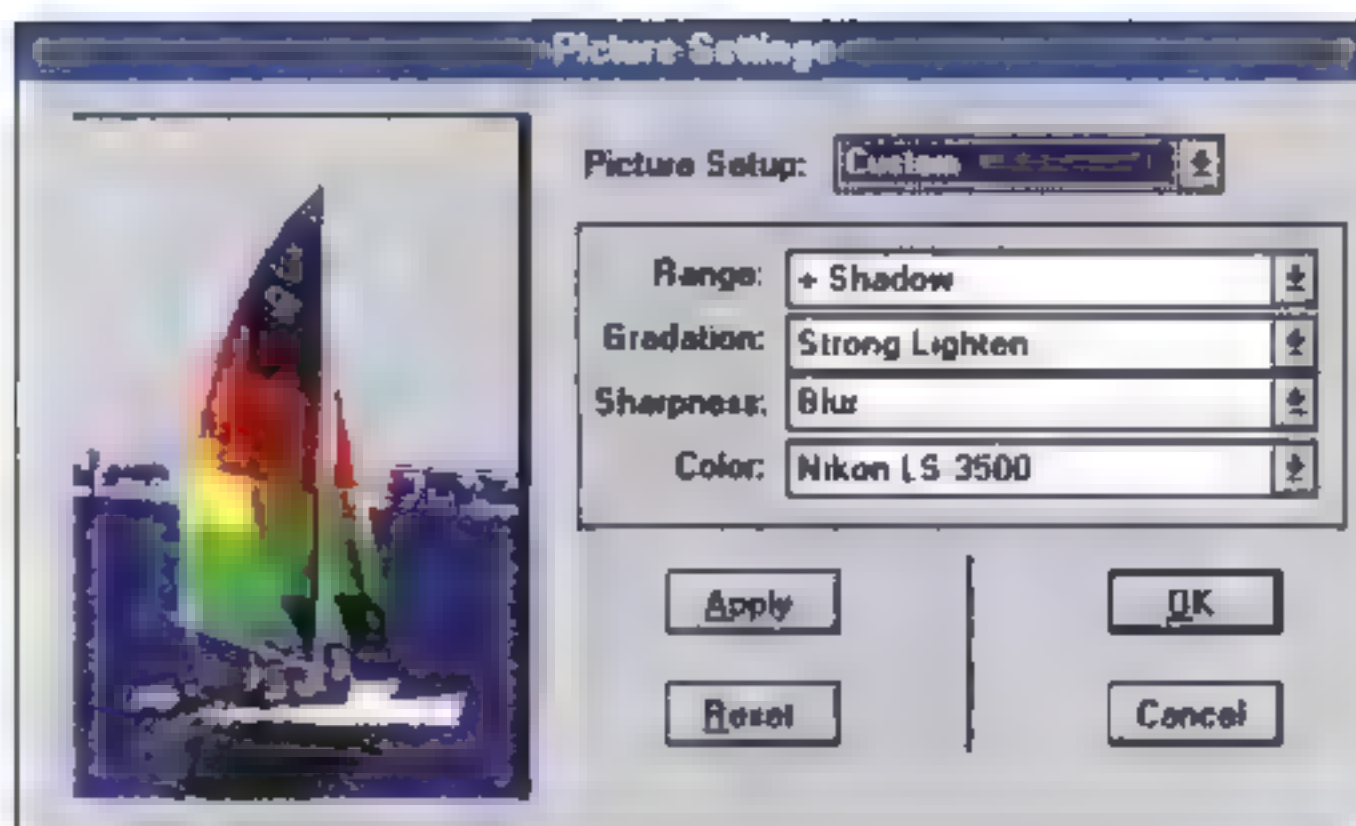 Picture Settings
Picture Setup: Custom
Range: + Shadow
Gradation: Strong Lighten
Sharpness: Blur
Color: Nikon LS 3500
Apply
OK
Reset
Cancel